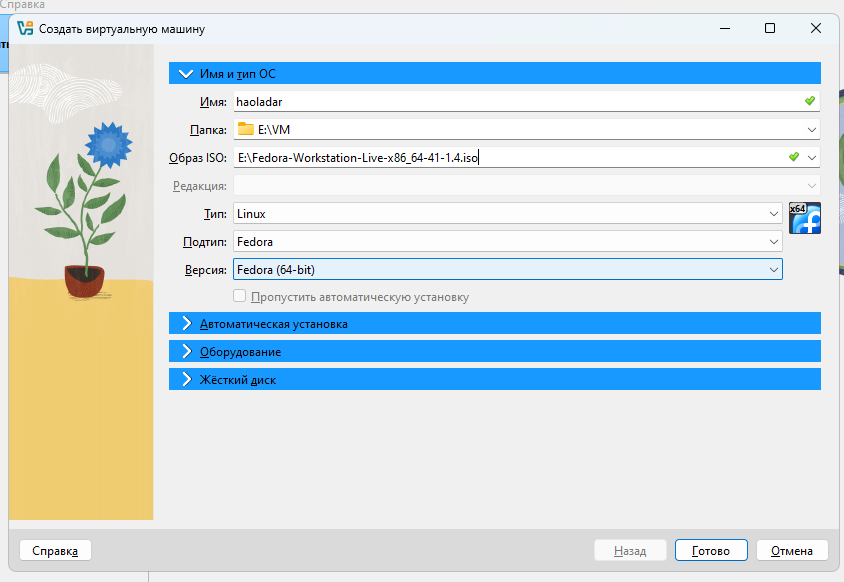 Справка
Создать виртуальную машину
Имя и тип ОС
Имя: haoladar
Папка: E:\VM
Образ ISO: E:\Fedora-Workstation-Live-x86_64-41-1.4.iso
Редакция:
Тип: Linux
x64
Подтип: Fedora
Версия: Fedora (64-bit)
Пропустить автоматическую установку
Автоматическая установка
Оборудование
Жёсткий диск
Справка
Назад
Готово
Отмена